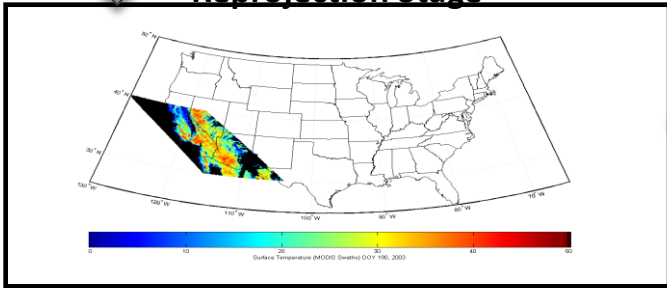 Reprojection Stage
50°N
40°N
30°N
130°W
120°W
110°W
100°W
90°W
80°W
70°W
0
10
20
30
40
50
Surface Temperature (MODIS Swaths) DOY 190, 2003